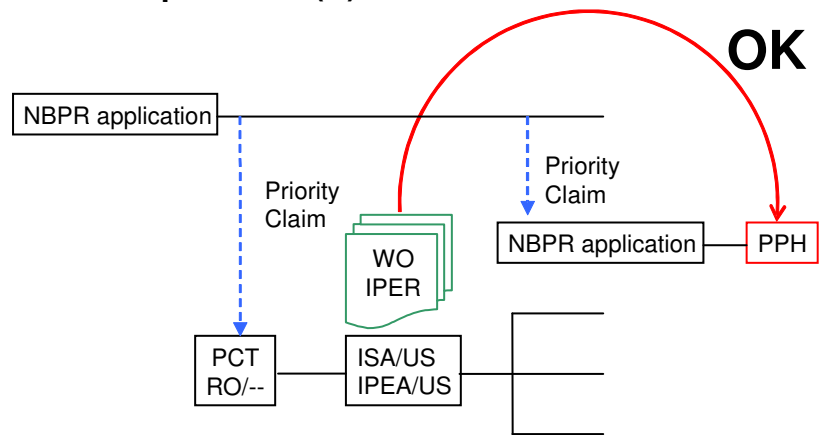 OK
NBPR application
Priority
Claim
Priority
Claim
WO
IPER
NBPR application
PPH
PCT
RO/--
ISA/US
IPEA/US